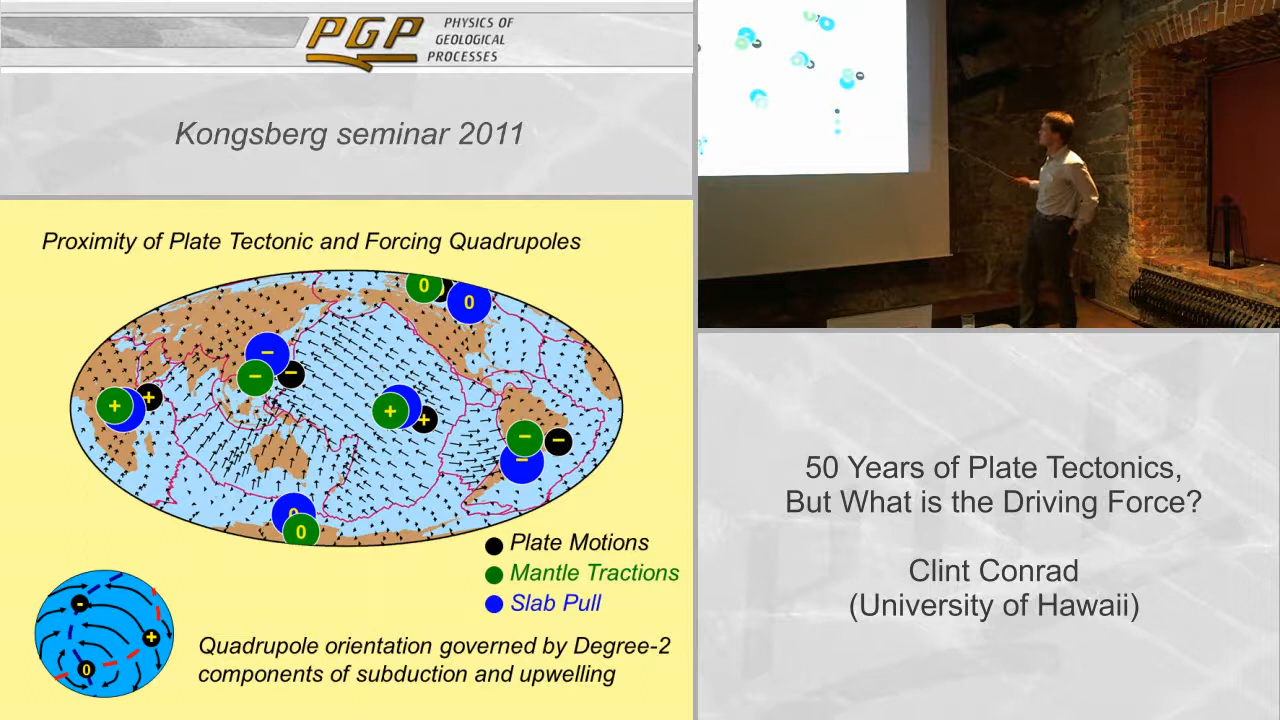 PGP
PHYSICS OF
GEOLOGICAL
PROCESSES
Kongsberg seminar 2011
Proximity of Plate Tectonic and Forcing Quadrupoles
0
0
−
−
−
+
+
+
+
−
−
−
0
0
Plate Motions
Mantle Tractions
Slab Pull
-
+
0
Quadrupole orientation governed by Degree-2
components of subduction and upwelling
50 Years of Plate Tectonics,
But What is the Driving Force?
Clint Conrad
(University of Hawaii)